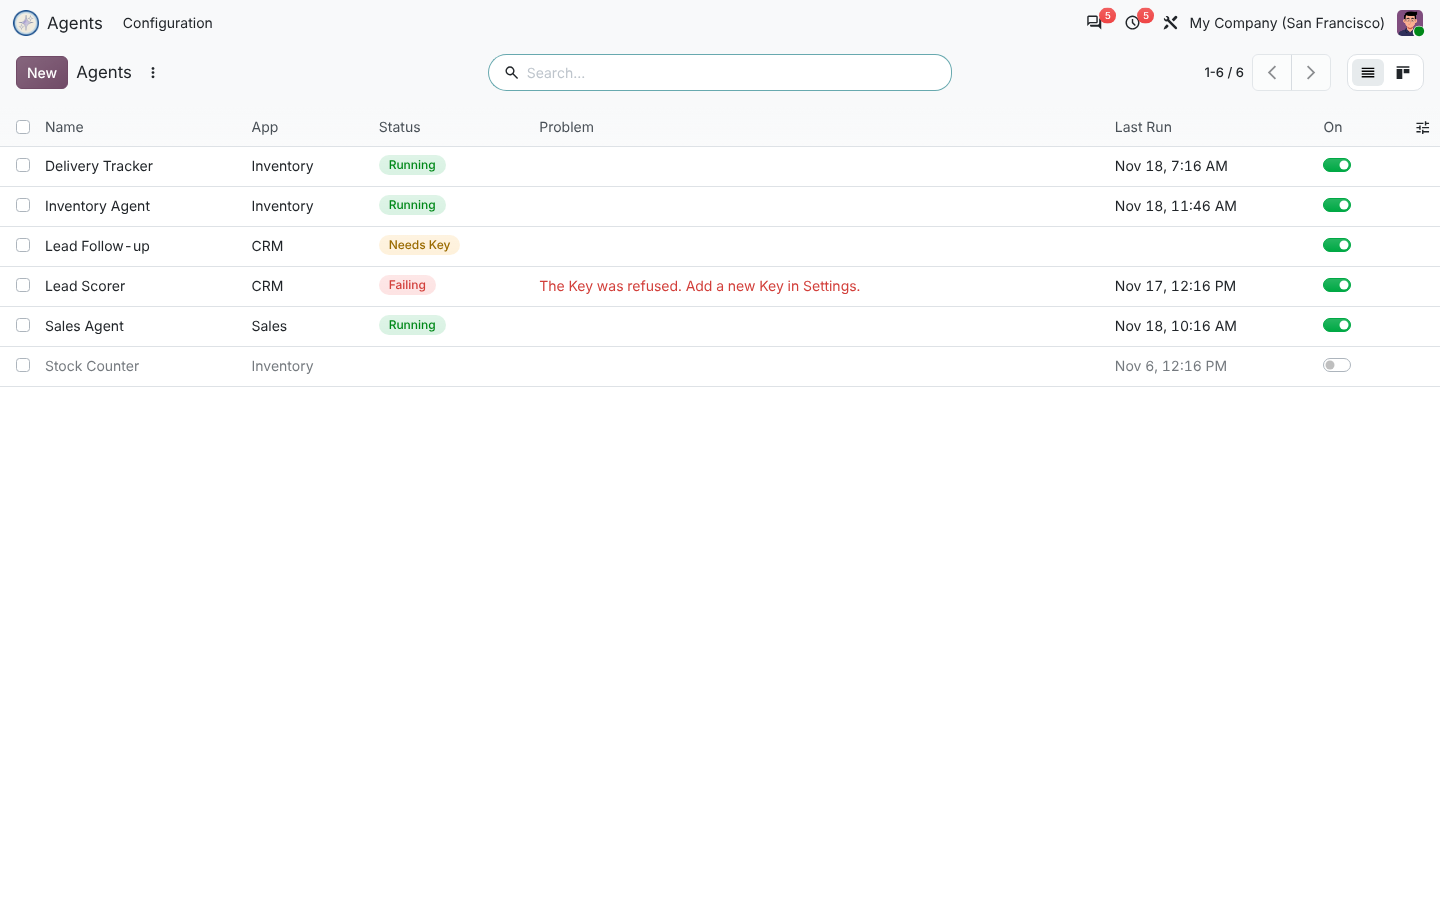 Agents Configuration 5 5 My Company (San Francisco)
New Agents Search... 1-6 / 6
Name App Status Problem Last Run On
Delivery Tracker Inventory Running Nov 18, 7:16 AM
Inventory Agent Inventory Running Nov 18, 11:46 AM
Lead Follow-up CRM Needs Key
Lead Scorer CRM Failing The Key was refused. Add a new Key in Settings. Nov 17, 12:16 PM
Sales Agent Sales Running Nov 18, 10:16 AM
Stock Counter Inventory Nov 6, 12:16 PM